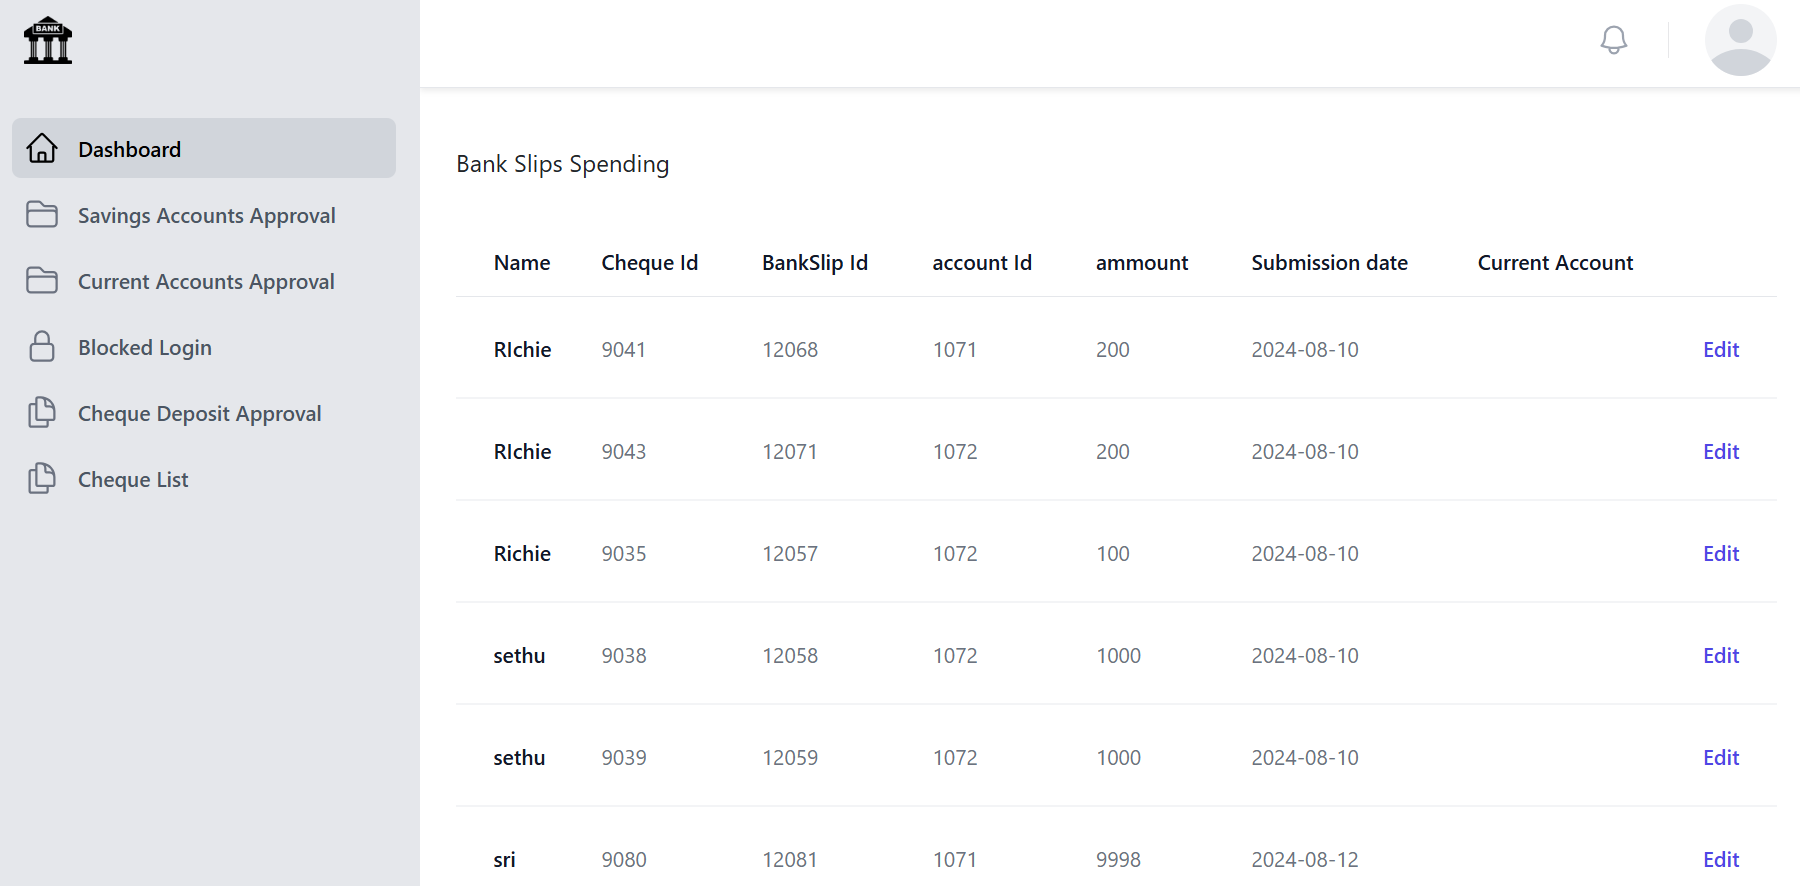 BANK
Dashboard
Savings Accounts Approval
Current Accounts Approval
Blocked Login
Cheque Deposit Approval
Cheque List
Bank Slips Spending
Name Cheque Id BankSlip Id account Id ammount Submission date Current Account
RIchie 9041 12068 1071 200 2024-08-10 Edit
RIchie 9043 12071 1072 200 2024-08-10 Edit
Richie 9035 12057 1072 100 2024-08-10 Edit
sethu 9038 12058 1072 1000 2024-08-10 Edit
sethu 9039 12059 1072 1000 2024-08-10 Edit
sri 9080 12081 1071 9998 2024-08-12 Edit